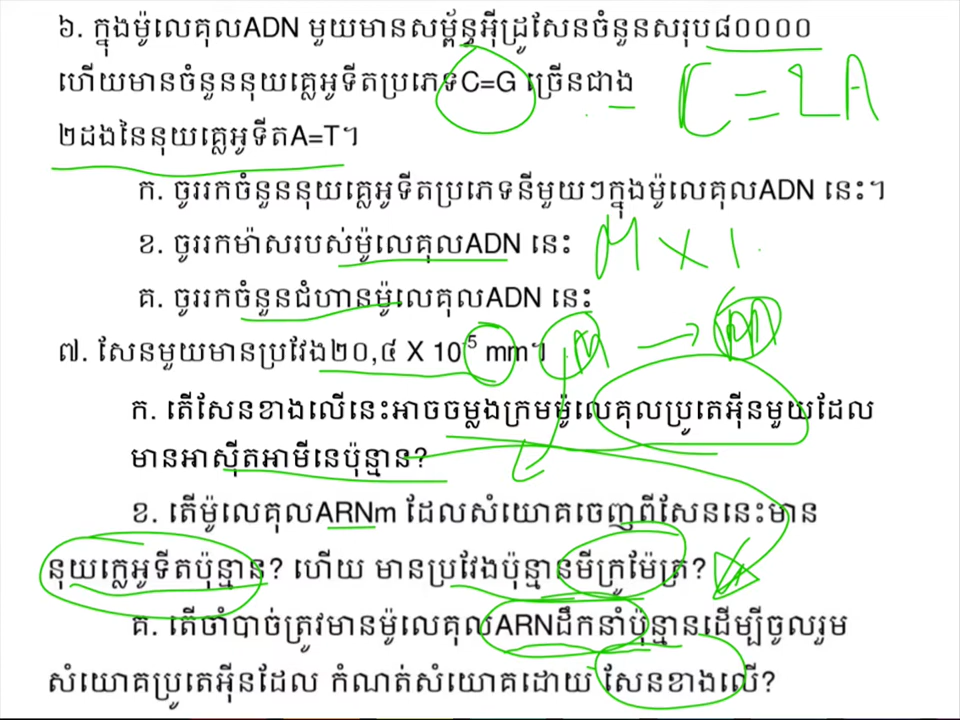 ៦. ក្នុងម៉ូលេគុលADN មួយមានសម្ព័ន្ធអ៊ីដ្រូសែនចំនួនសរុប៨០០០០
ហើយមានចំនួននុយក្លេអូទីតប្រភេទC=G ច្រើនជាង C = 2A
២ដងនៃនុយគ្លេអូទីតA=T។
ក. ចូររកចំនួននុយគ្លេអូទីតប្រភេទនីមួយៗក្នុងម៉ូលេគុលADN នេះ។
ខ. ចូររកម៉ាសរបស់ម៉ូលេគុលADN នេះ M x
គ. ចូររកចំនួនជំហានម៉ូលេគុលADN នេះ
៧. សែនមួយមានប្រវែង២០,៤ X 10-5 mm។
ក. តើសែនខាងលើនេះអាចចម្លងក្រមម៉ូលេគុលប្រូតេអ៊ីនមួយដែល
មានអាស៊ីតអាមីនេប៉ុន្មាន?
ខ. តើម៉ូលេគុលARNm ដែលសំយោគចេញពីសែននេះមាន
នុយក្លេអូទីតប៉ុន្មាន? ហើយ មានប្រវែងប៉ុន្មានមីក្រូម៉ែត្រ?
គ. តើចាំបាច់ត្រូវមានម៉ូលេគុលARNដឹកនាំប៉ុន្មានដើម្បីចូលរួម
សំយោគប្រូតេអ៊ីនដែល កំណត់សំយោគដោយ សែនខាងលើ?